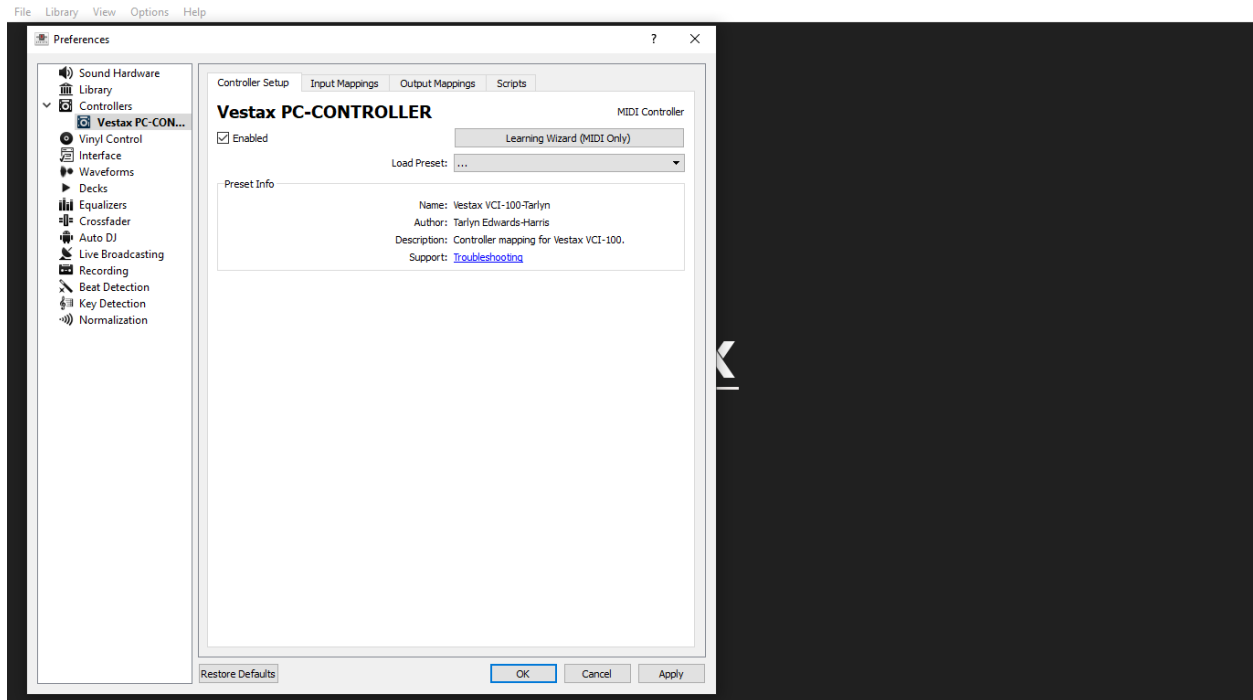 File Library View Options Help
Preferences ? X
Sound Hardware
Library
Controllers
Vestax PC-CON...
Vinyl Control
Interface
Waveforms
Decks
Equalizers
Crossfader
Auto DJ
Live Broadcasting
Recording
Beat Detection
Key Detection
Normalization
Controller Setup Input Mappings Output Mappings Scripts
Vestax PC-CONTROLLER MIDI Controller
Enabled Learning Wizard (MIDI Only)
Load Preset: ...
Preset Info
Name: Vestax VCI-100-Tarlyn
Author: Tarlyn Edwards-Harris
Description: Controller mapping for Vestax VCI-100.
Support: Troubleshooting
Restore Defaults OK Cancel Apply